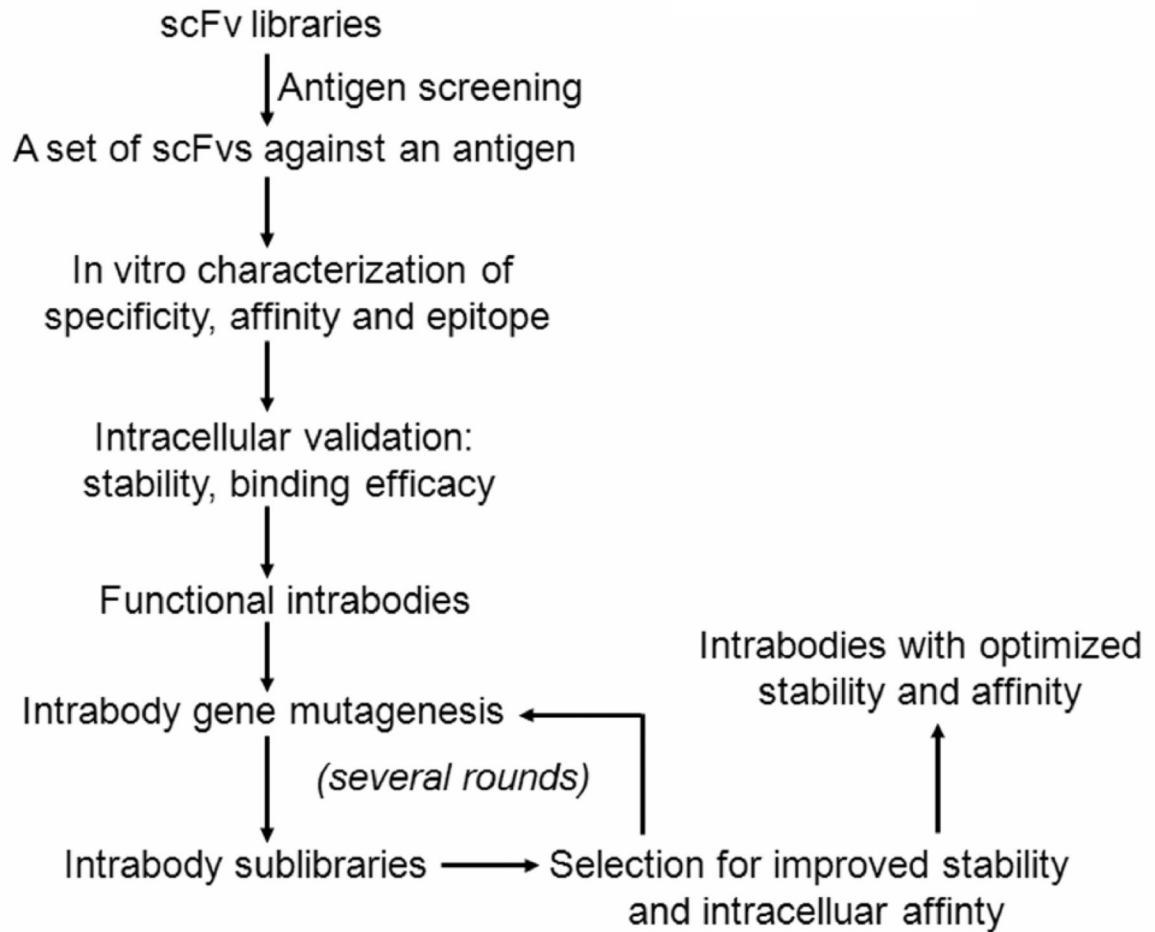 scFv libraries
Antigen screening
A set of scFvs against an antigen
In vitro characterization of
specificity, affinity and epitope
Intracellular validation:
stability, binding efficacy
Functional intrabodies
Intrabody gene mutagenesis
(several rounds)
Intrabody sublibraries
Selection for improved stability
and intracelluar affinty
Intrabodies with optimized
stability and affinity